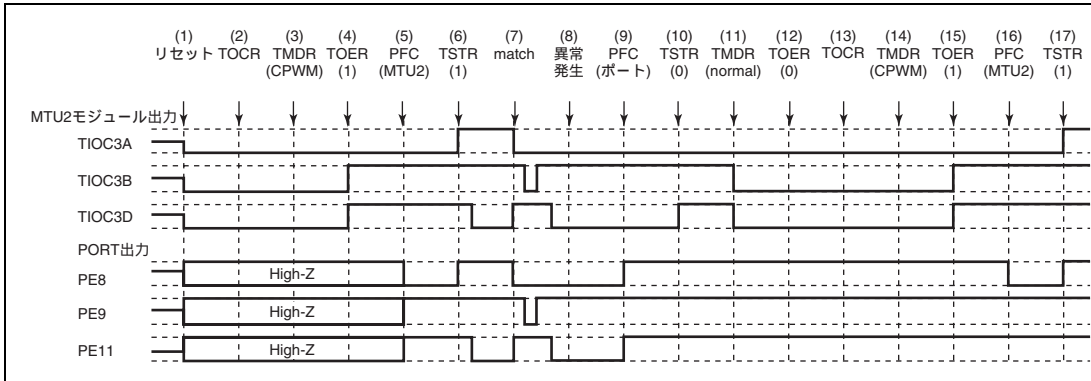 (1) (2) (3) (4) (5) (6) (7) (8) (9) (10) (11) (12) (13) (14) (15) (16) (17)
リセット TOCR TMDR TOER PFC TSTR match 異常 PFC TSTR TMDR TOER TOCR TMDR TOER PFC TSTR
(CPWM) (1) (MTU2) (1) 発生 (ポート) (0) (normal) (0) (CPWM) (1) (MTU2) (1)
MTU2モジュール出力
TIOC3A
TIOC3B
TIOC3D
PORT出力
PE8 High-Z
PE9 High-Z
PE11 High-Z